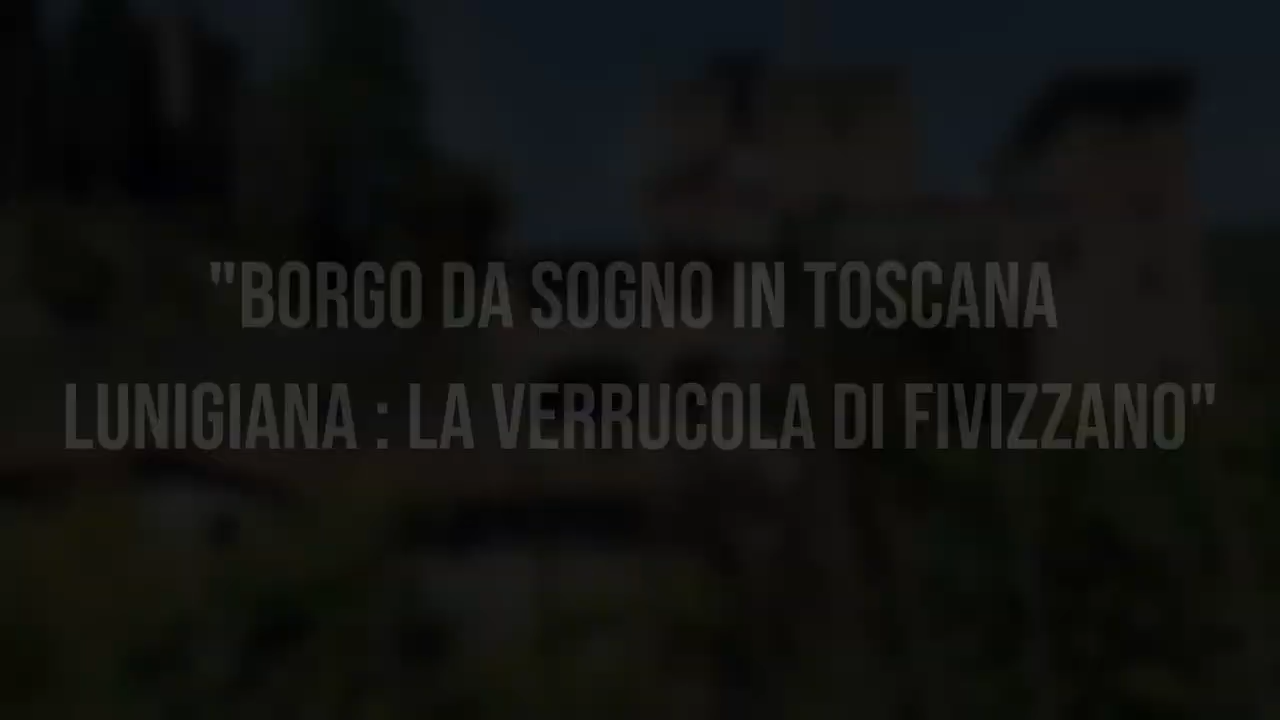 "BORGO DA SOGNO IN TOSCANA
LUNIGIANA : LA VERRUCOLA DI FIVIZZANO"